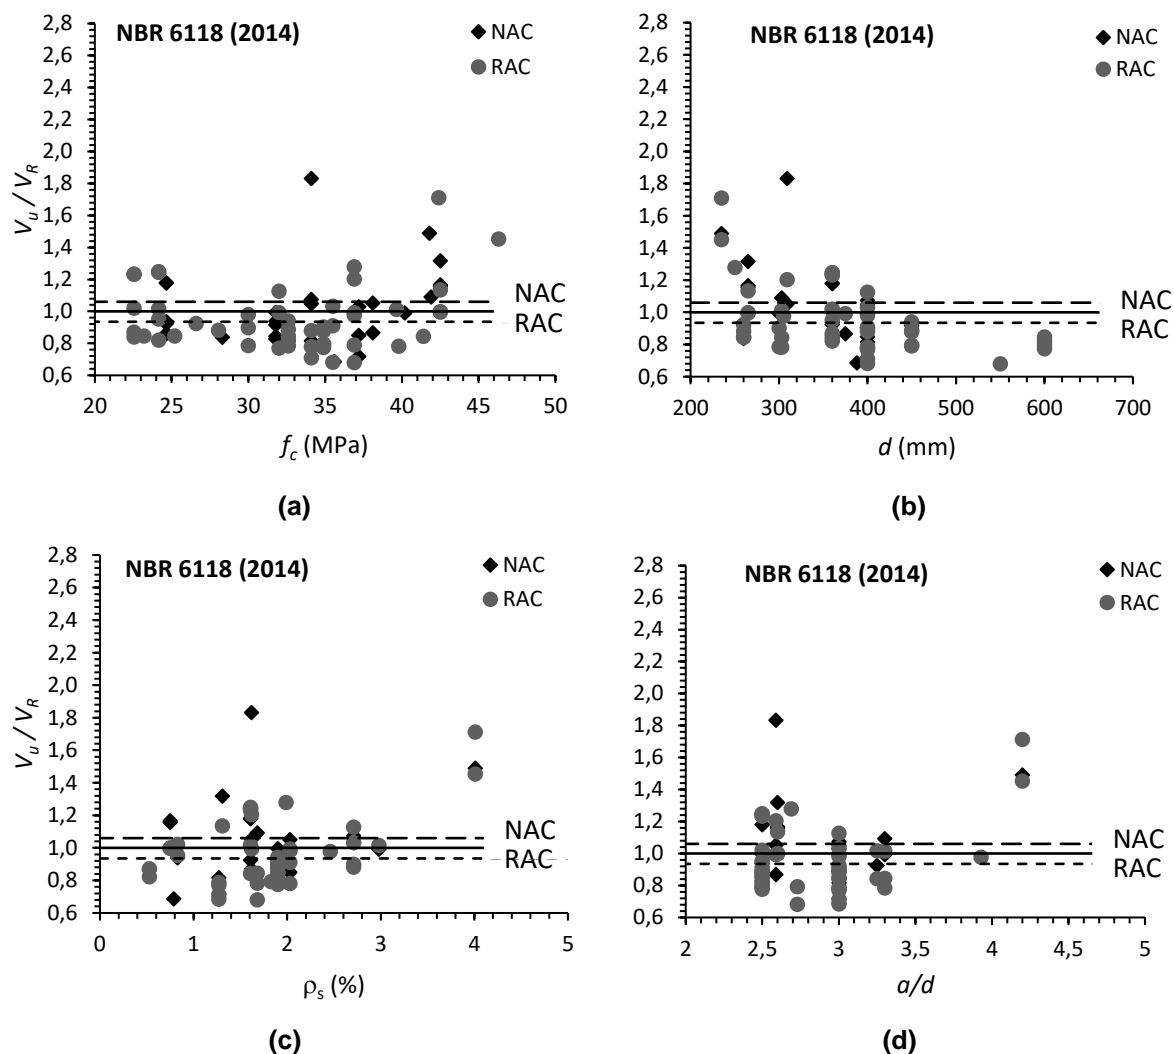 NBR 6118 (2014)
NAC
RAC
2,8
2,6
2,4
2,2
2,0
1,8
1,6
1,4
1,2
1,0
0,8
0,6
V_u / V_R
NAC
RAC
20 25 30 35 40 45 50
f_c (MPa)
(a)
NBR 6118 (2014)
NAC
RAC
2,8
2,6
2,4
2,2
2,0
1,8
1,6
1,4
1,2
1,0
0,8
0,6
NAC
RAC
200 300 400 500 600 700
d (mm)
(b)
NBR 6118 (2014)
NAC
RAC
2,8
2,6
2,4
2,2
2,0
1,8
1,6
1,4
1,2
1,0
0,8
0,6
V_u / V_R
NAC
RAC
0 1 2 3 4 5
ρ_s (%)
(c)
NBR 6118 (2014)
NAC
RAC
2,8
2,6
2,4
2,2
2,0
1,8
1,6
1,4
1,2
1,0
0,8
0,6
NAC
RAC
2 2,5 3 3,5 4 4,5 5
a/d
(d)